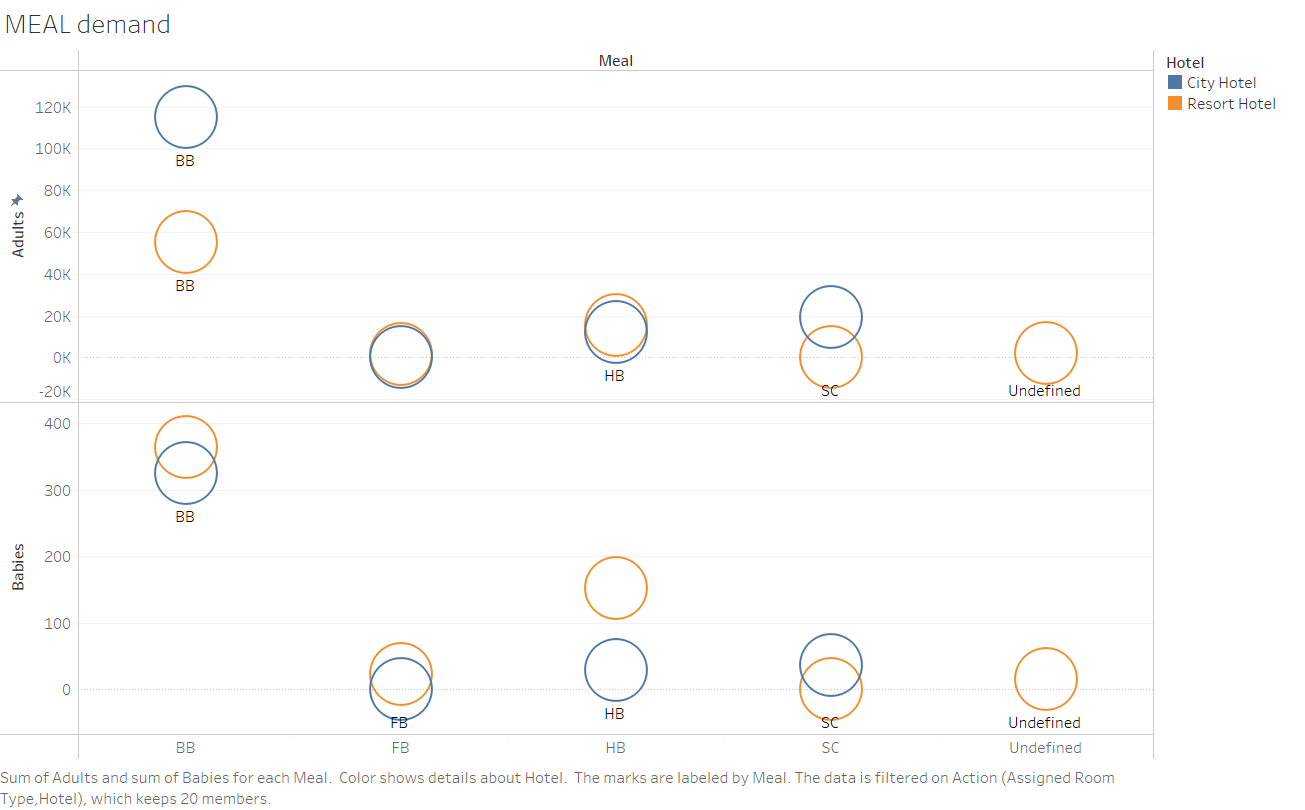 MEAL demand
Meal
Hotel
City Hotel
Resort Hotel
Adults
120K
100K
80K
60K
40K
20K
0K
-20K
BB
BB
HB
SC
Undefined
Babies
400
300
200
100
0
BB
FB
HB
SC
Undefined
BB FB HB SC Undefined
Sum of Adults and sum of Babies for each Meal.  Color shows details about Hotel.  The marks are labeled by Meal. The data is filtered on Action (Assigned Room
Type,Hotel), which keeps 20 members.